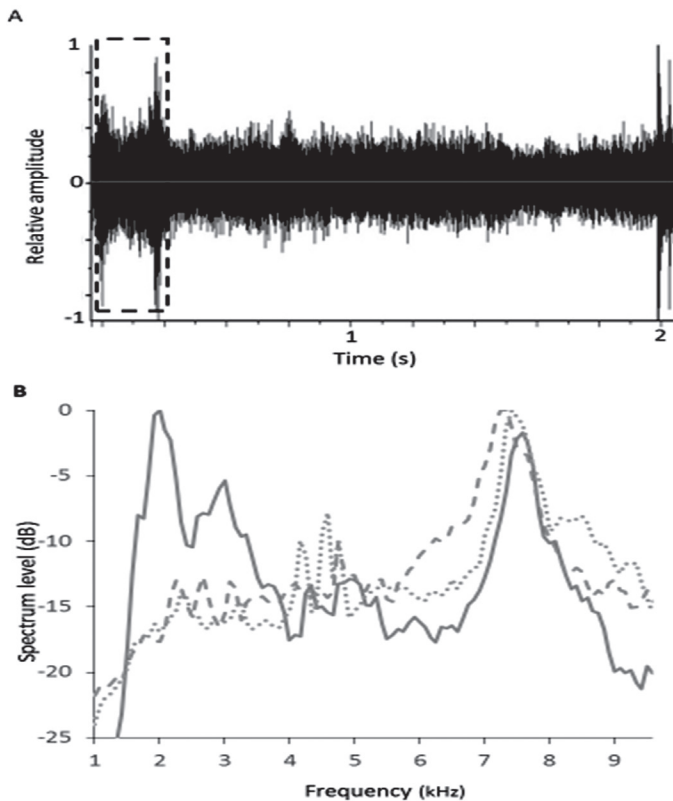 A
1
0
-1
Relative amplitude
1
2
Time (s)
B
0
-5
-10
-15
-20
-25
Spectrum level (dB)
1 2 3 4 5 6 7 8 9
Frequency (kHz)